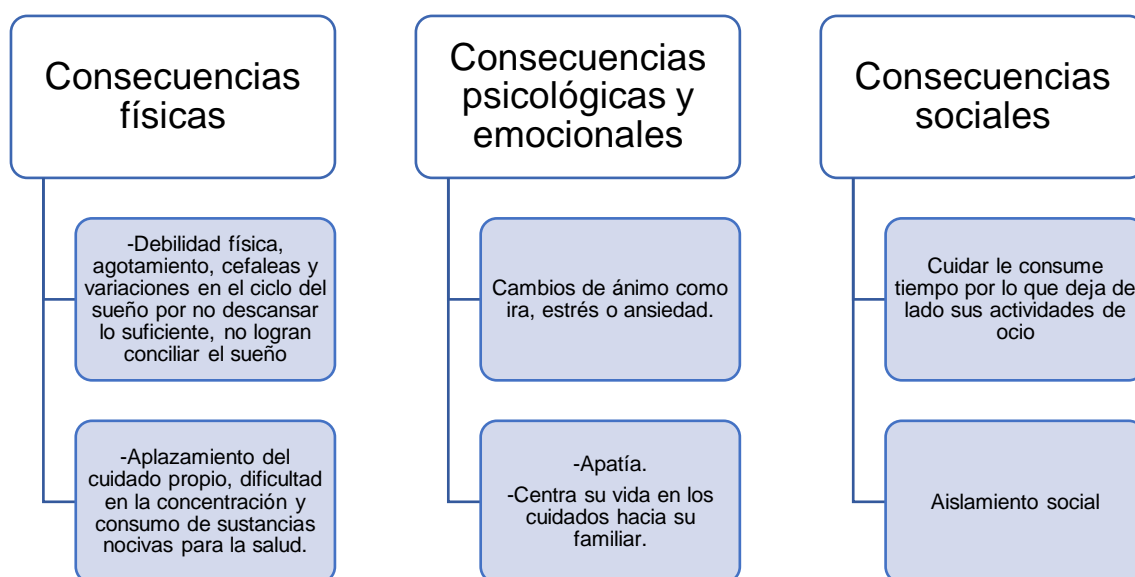 Consecuencias
físicas
-Debilidad física,
agotamiento, cefaleas y
variaciones en el ciclo del
sueño por no descansar
lo suficiente, no logran
conciliar el sueño
-Aplazamiento del
cuidado propio, dificultad
en la concentración y
consumo de sustancias
nocivas para la salud.
Consecuencias
psicológicas y
emocionales
Cambios de ánimo como
ira, estrés o ansiedad.
-Apatía.
-Centra su vida en los
cuidados hacia su
familiar.
Consecuencias
sociales
Cuidar le consume
tiempo por lo que deja de
lado sus actividades de
ocio
Aislamiento social